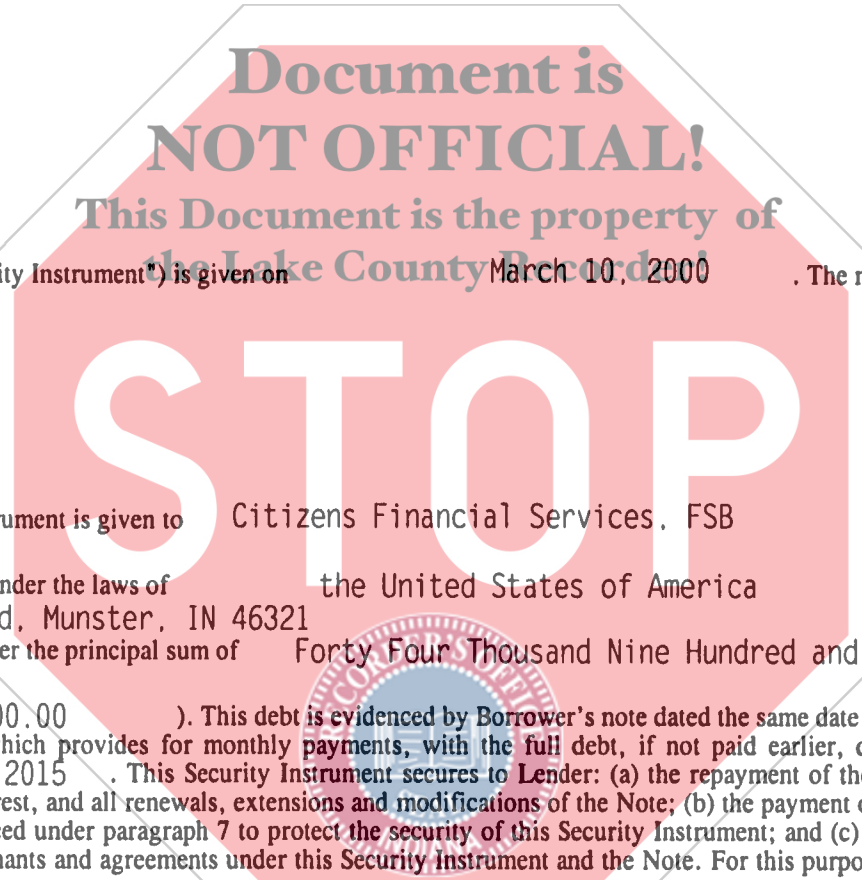 Document is
NOT OFFICIAL!
This Document is the property of
the Lake County Recorder!
ity Instrument") is given on March 10, 2000 . The
STOP
rument is given to Citizens Financial Services, FSB
nder the laws of the United States of America
d, Munster, IN 46321
er the principal sum of Forty Four Thousand Nine Hundred and
00.00 ). This debt is evidenced by Borrower's note dated the same date
hich provides for monthly payments, with the full debt, if not paid earlier,
2015 . This Security Instrument secures to Lender: (a) the repayment of the
rest, and all renewals, extensions and modifications of the Note; (b) the payment
eed under paragraph 7 to protect the security of this Security Instrument; and (c)
nants and agreements under this Security Instrument and the Note. For this purpo
RECORDER'S OFFICE
INDIANA